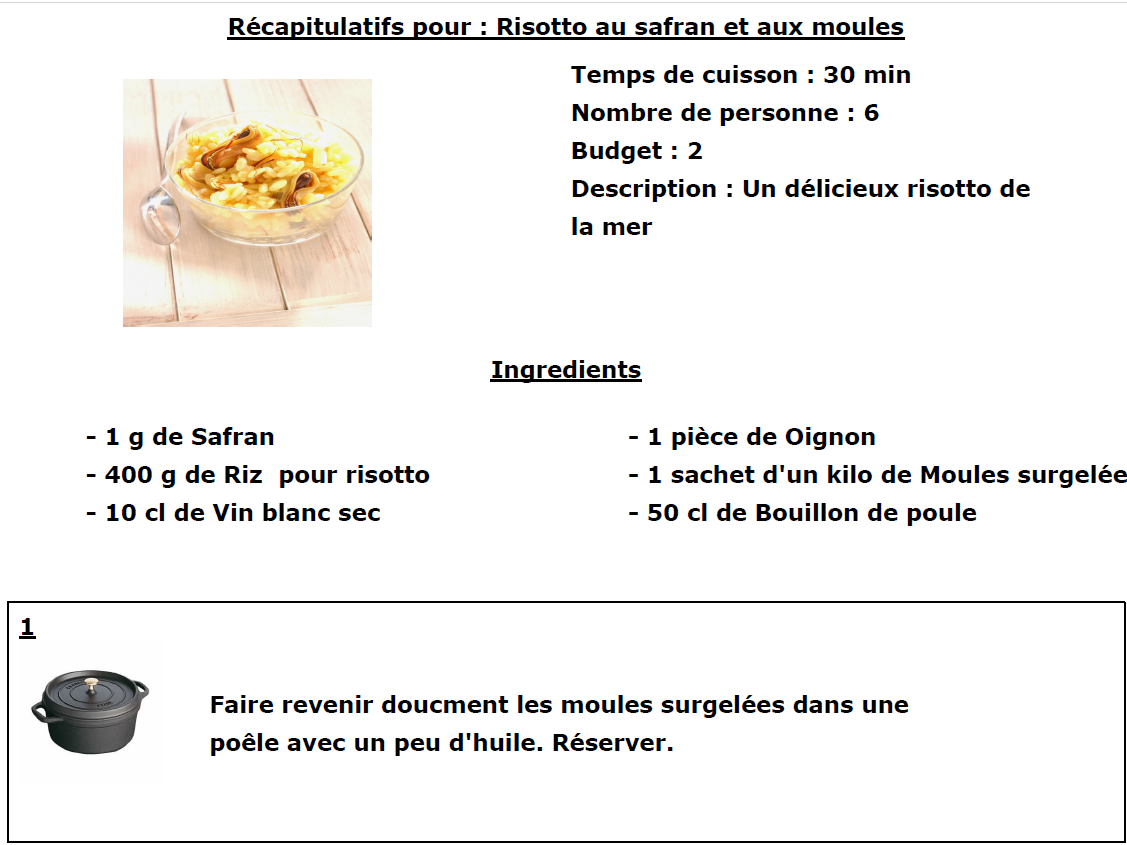 Récapitulatifs pour : Risotto au safran et aux moules
Temps de cuisson : 30 min
Nombre de personne : 6
Budget : 2
Description : Un délicieux risotto de
la mer
Ingredients
- 1 g de Safran
- 400 g de Riz  pour risotto
- 10 cl de Vin blanc sec
- 1 pièce de Oignon
- 1 sachet d'un kilo de Moules surgelée
- 50 cl de Bouillon de poule
1
Faire revenir doucment les moules surgelées dans une
poêle avec un peu d'huile. Réserver.